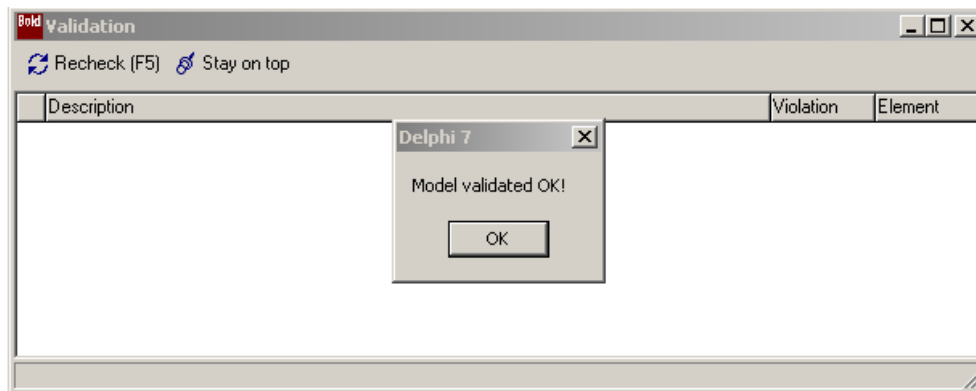 Bold Validation
Recheck (F5) Stay on top
Description Violation Element
Delphi 7
Model validated OK!
OK